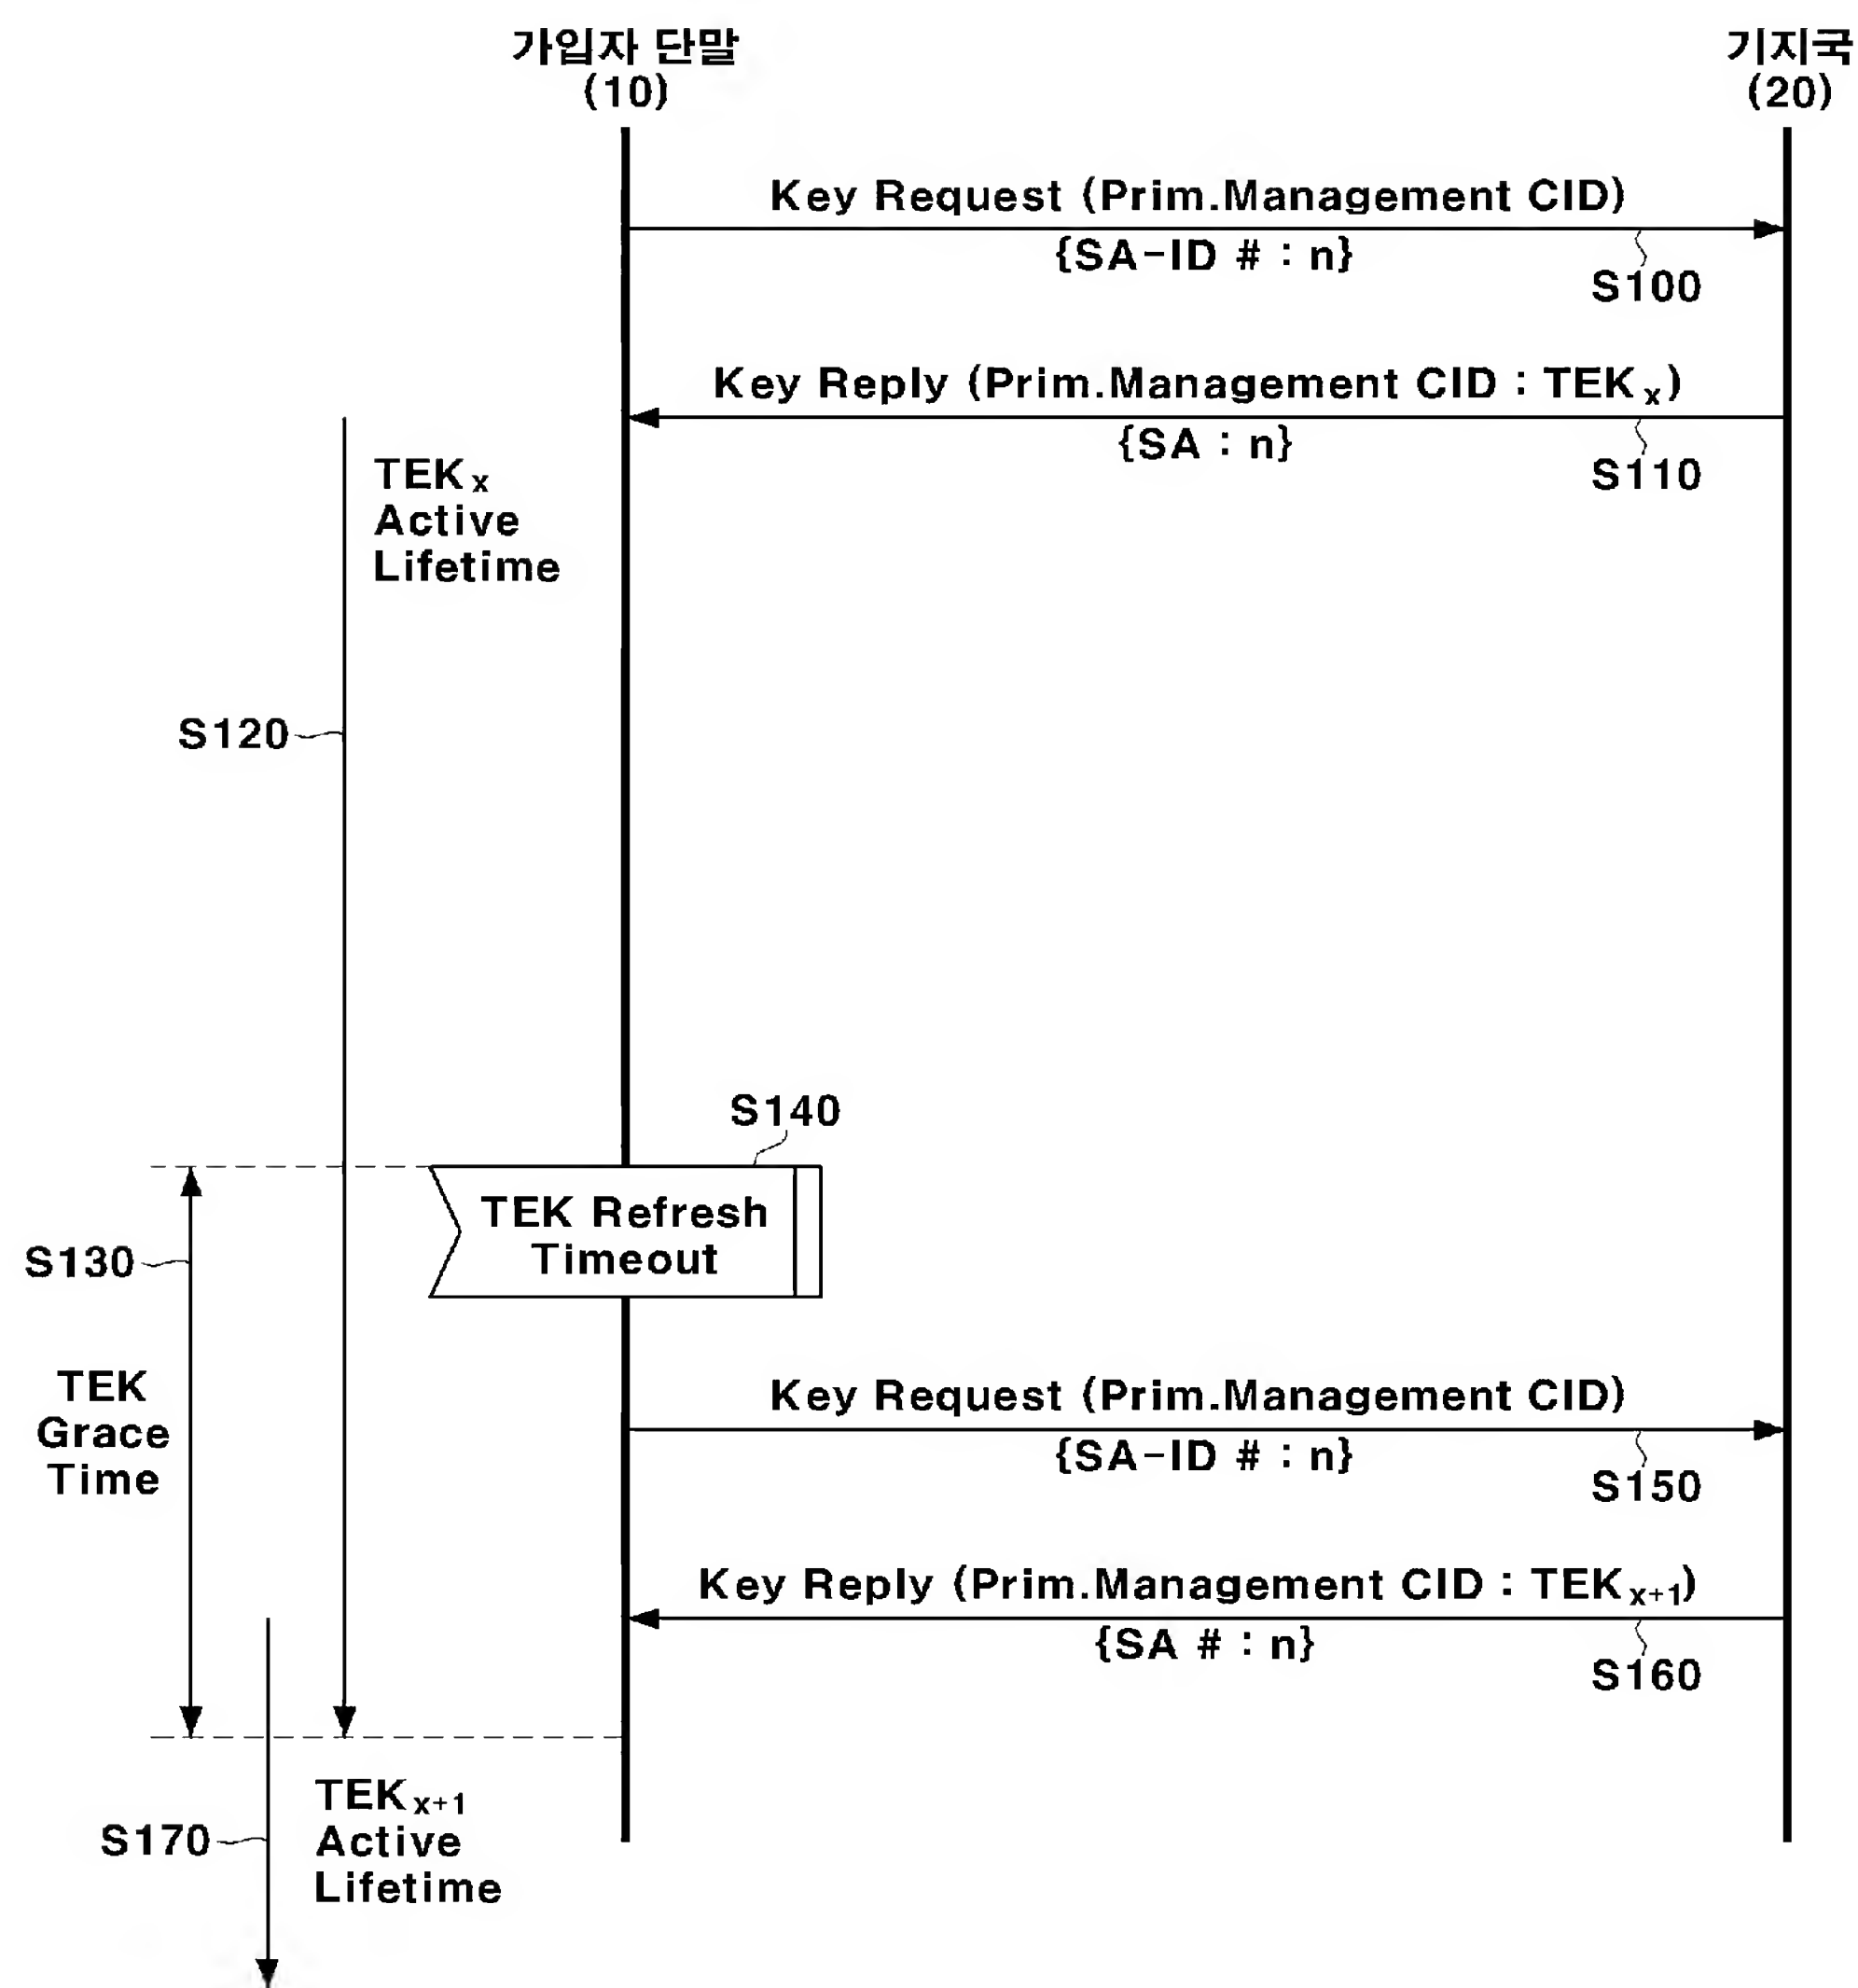 가입자 단말
(10)
기지국
(20)
Key Request (Prim.Management CID)
{SA-ID # : n}
S100
Key Reply (Prim.Management CID : TEKₓ)
{SA : n}
S110
TEKₓ
Active
Lifetime
S120
S140
TEK Refresh
Timeout
S130
TEK
Grace
Time
Key Request (Prim.Management CID)
{SA-ID # : n}
S150
Key Reply (Prim.Management CID : TEKₓ₊₁)
{SA # : n}
S160
TEKₓ₊₁
Active
Lifetime
S170